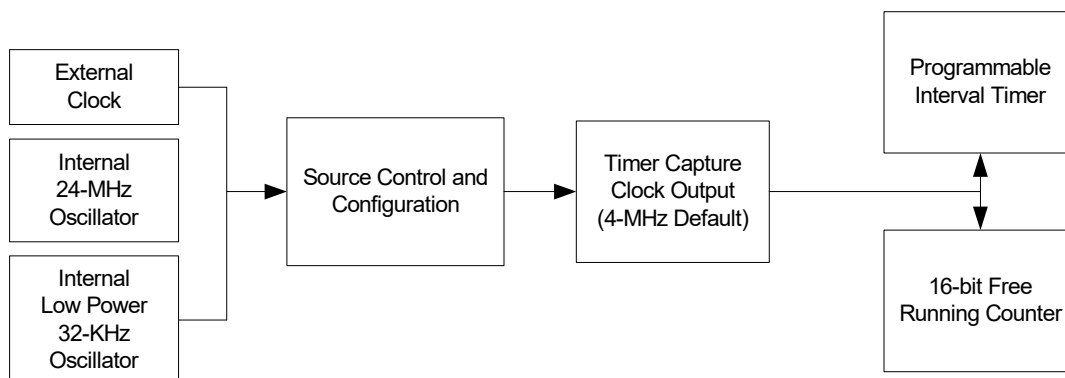 External
Clock
Internal
24-MHz
Oscillator
Internal
Low Power
32-KHz
Oscillator
Source Control and
Configuration
Timer Capture
Clock Output
(4-MHz Default)
Programmable
Interval Timer
16-bit Free
Running Counter